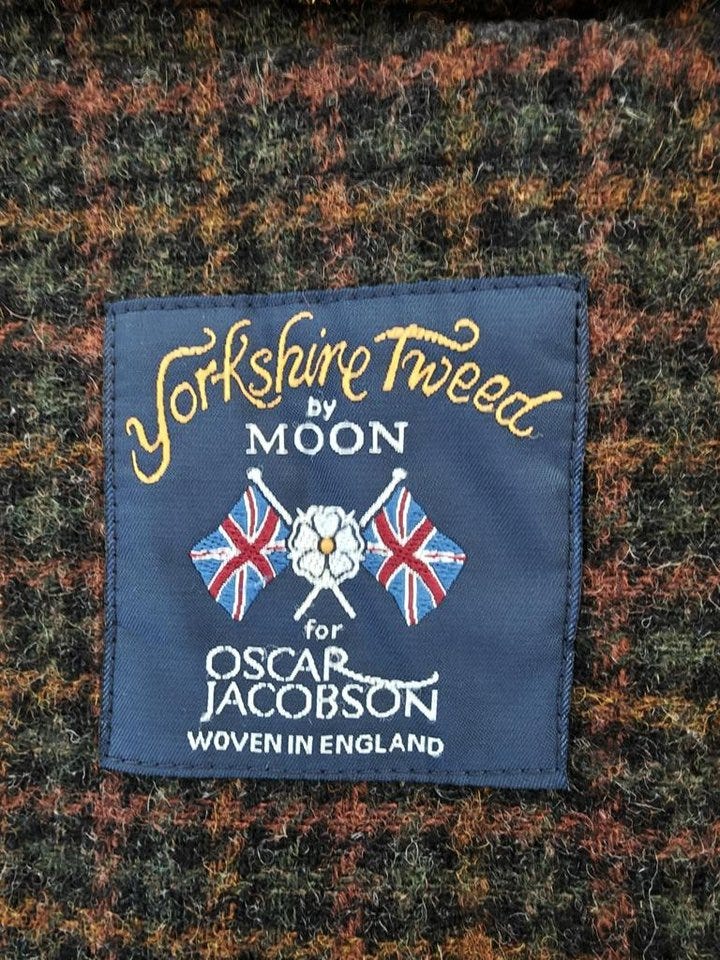 Yorkshire Tweed
by
MOON
for
OSCAR
JACOBSON
WOVEN IN ENGLAND